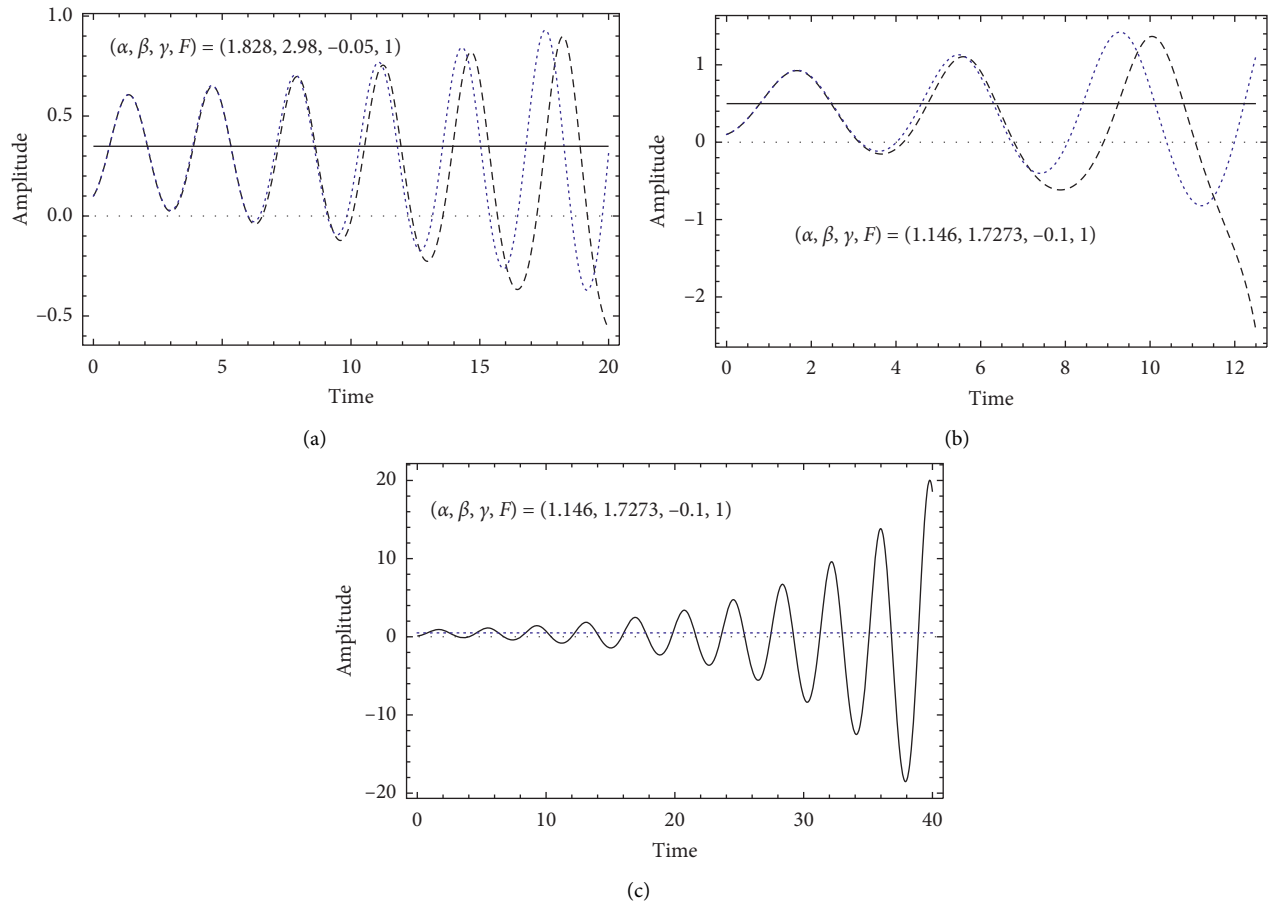 1.0
(α, β, γ, F) = (1.828, 2.98, −0.05, 1)
0.5
0.0
−0.5
Amplitude
0 5 10 15 20
Time
(a)
1
0
−1
−2
Amplitude
(α, β, γ, F) = (1.146, 1.7273, −0.1, 1)
0 2 4 6 8 10 12
Time
(b)
20
10
0
−10
−20
Amplitude
(α, β, γ, F) = (1.146, 1.7273, −0.1, 1)
0 10 20 30 40
Time
(c)